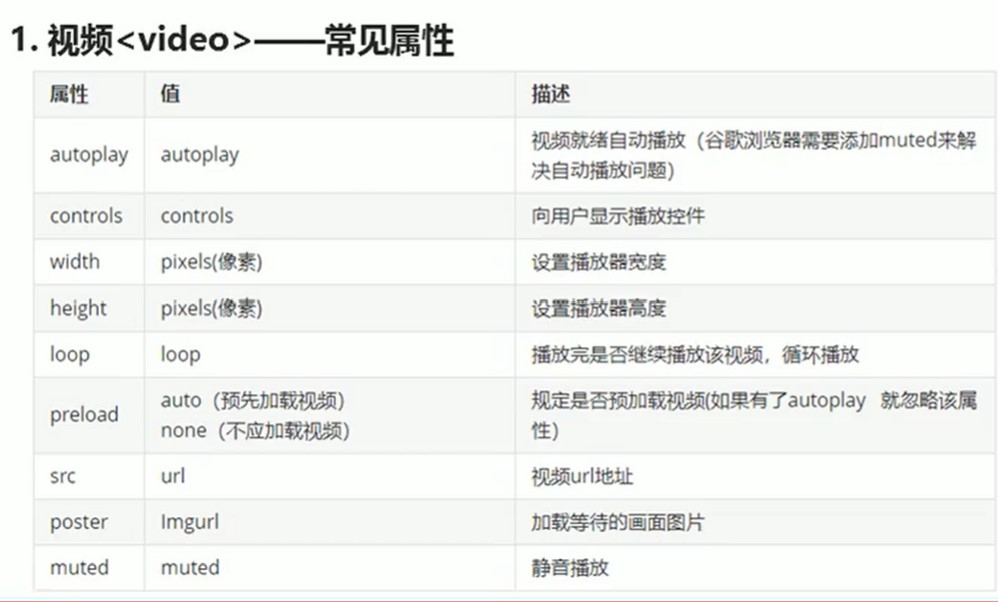 1. 视频<video>——常见属性
属性 值 描述
autoplay autoplay 视频就绪自动播放（谷歌浏览器需要添加muted来解
决自动播放问题）
controls controls 向用户显示播放控件
width pixels(像素) 设置播放器宽度
height pixels(像素) 设置播放器高度
loop loop 播放完是否继续播放该视频，循环播放
preload auto（预先加载视频） 规定是否预加载视频(如果有了autoplay 就忽略该属
none（不应加载视频） 性）
src url 视频url地址
poster Imgurl 加载等待的画面图片
muted muted 静音播放